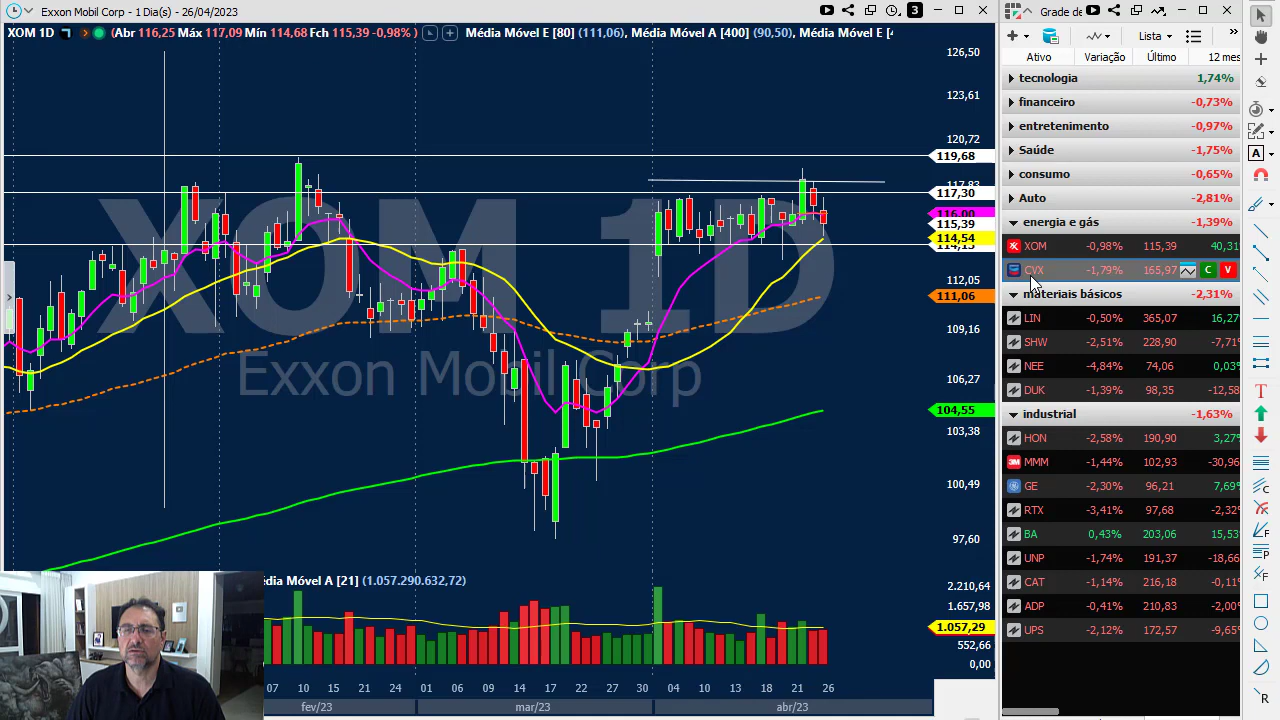 Exxon Mobil Corp - 1 Dia(s) - 26/04/2023
3
XOM 1D (Abr 116,25 Máx 117,09 Mín 114,68 Fch 115,39 -0,98% ) Média Móvel E [80] (111,06), Média Móvel A [400] (90,50), Média Móvel E [4
XOM 1D
Exxon Mobil Corp
126,50
123,61
120,72
119,68
117,83
117,30
116,00
115,39
114,54
112,05
111,06
109,16
106,27
104,55
103,38
100,49
97,60
édia Móvel A [21] (1.057.290.632,72)
2.210,64
1.657,98
1.057,29
552,66
0,00
07 10 15 21 24 01 06 09 14 17 22 27 30 04 10 13 18 21 26
fev/23 mar/23 abr/23
Grade de
Lista
Ativo Variação Último 12 mes
tecnologia 1,74%
financeiro -0,73%
entretenimento -0,97%
Saúde -1,75%
consumo -0,65%
Auto -2,81%
energia e gás -1,39%
XOM -0,98% 115,39 40,31
CVX -1,79% 165,97 C V
materiais básicos -2,31%
LIN -0,50% 365,07 16,27
SHW -2,51% 228,90 -7,71
NEE -4,84% 74,06 0,03
DUK -1,39% 98,35 -12,58
industrial -1,63%
HON -2,58% 190,90 3,27
3M MMM -1,44% 102,93 -30,96
GE -2,30% 96,21 7,69
RTX -3,41% 97,68 -2,32
BA 0,43% 203,06 15,53
UNP -1,74% 191,37 -18,66
CAT -1,14% 216,18 -0,11
ADP -0,41% 210,83 -2,00
UPS -2,12% 172,57 -9,65
A
T
C
F
P
F
R